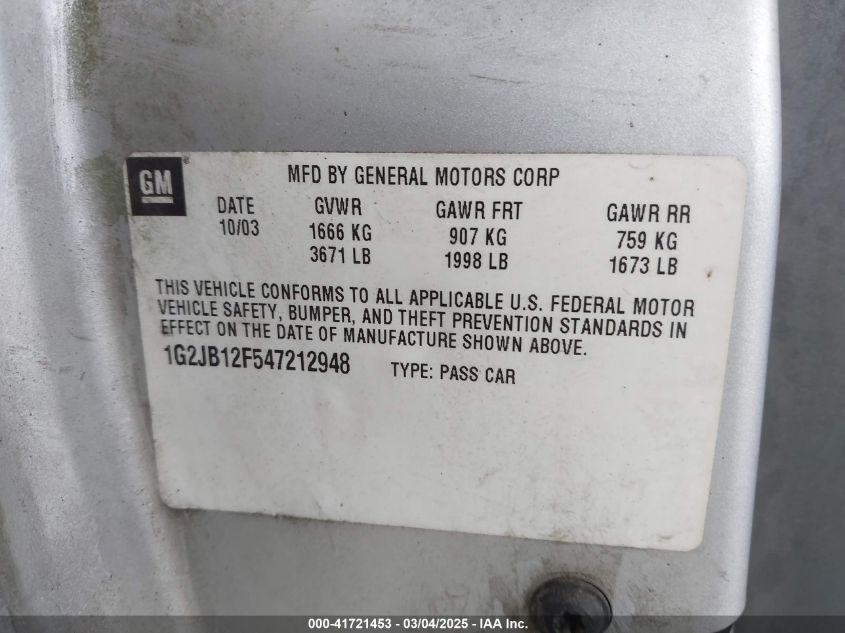 GM
MFD BY GENERAL MOTORS CORP
DATE GVWR GAWR FRT GAWR RR
10/03 1666 KG 907 KG 759 KG
3671 LB 1998 LB 1673 LB
THIS VEHICLE CONFORMS TO ALL APPLICABLE U.S. FEDERAL MOTOR
VEHICLE SAFETY, BUMPER, AND THEFT PREVENTION STANDARDS IN
EFFECT ON THE DATE OF MANUFACTURE SHOWN ABOVE.
1G2JB12F547212948 TYPE: PASS CAR
000-41721453 - 03/04/2025 - IAA Inc.